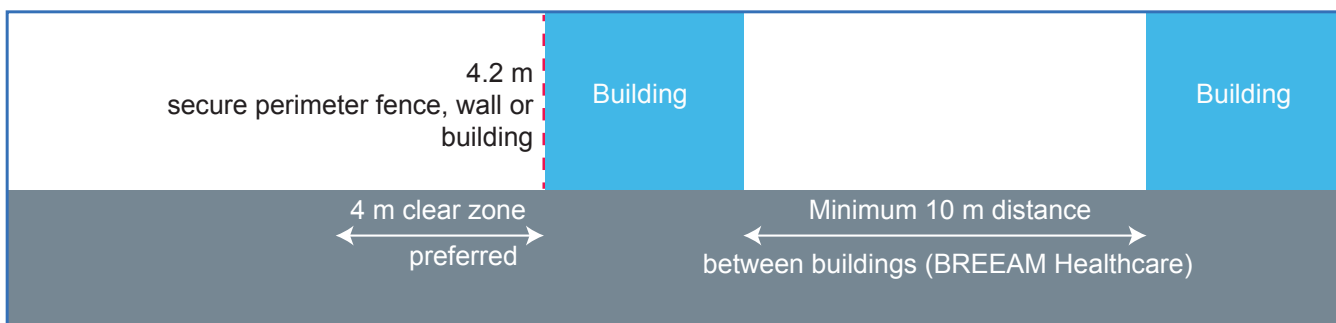 4.2 m
secure perimeter fence, wall or
building
Building
Building
4 m clear zone
preferred
Minimum 10 m distance
between buildings (BREEAM Healthcare)